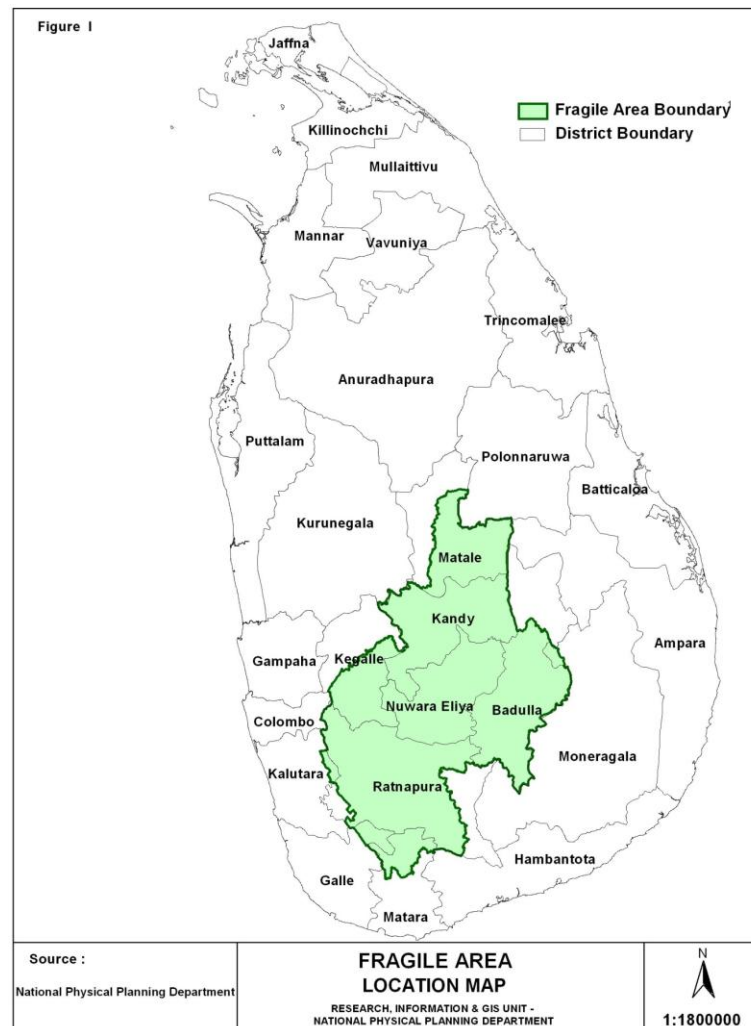 Figure I
Jaffna
Fragile Area Boundary
District Boundary
Killinochchi
Mullaittivu
Mannar
Vavuniya
Trincomalee
Anuradhapura
Puttalam
Polonnaruwa
Batticaloa
Kurunegala
Matale
Kandy
Ampara
Gampaha
Kegalle
Nuwara Eliya
Badulla
Colombo
Moneragala
Kalutara
Ratnapura
Hambantota
Galle
Matara
Source :
National Physical Planning Department
FRAGILE AREA
LOCATION MAP
RESEARCH, INFORMATION & GIS UNIT -
NATIONAL PHYSICAL PLANNING DEPARTMENT
N
1:1800000